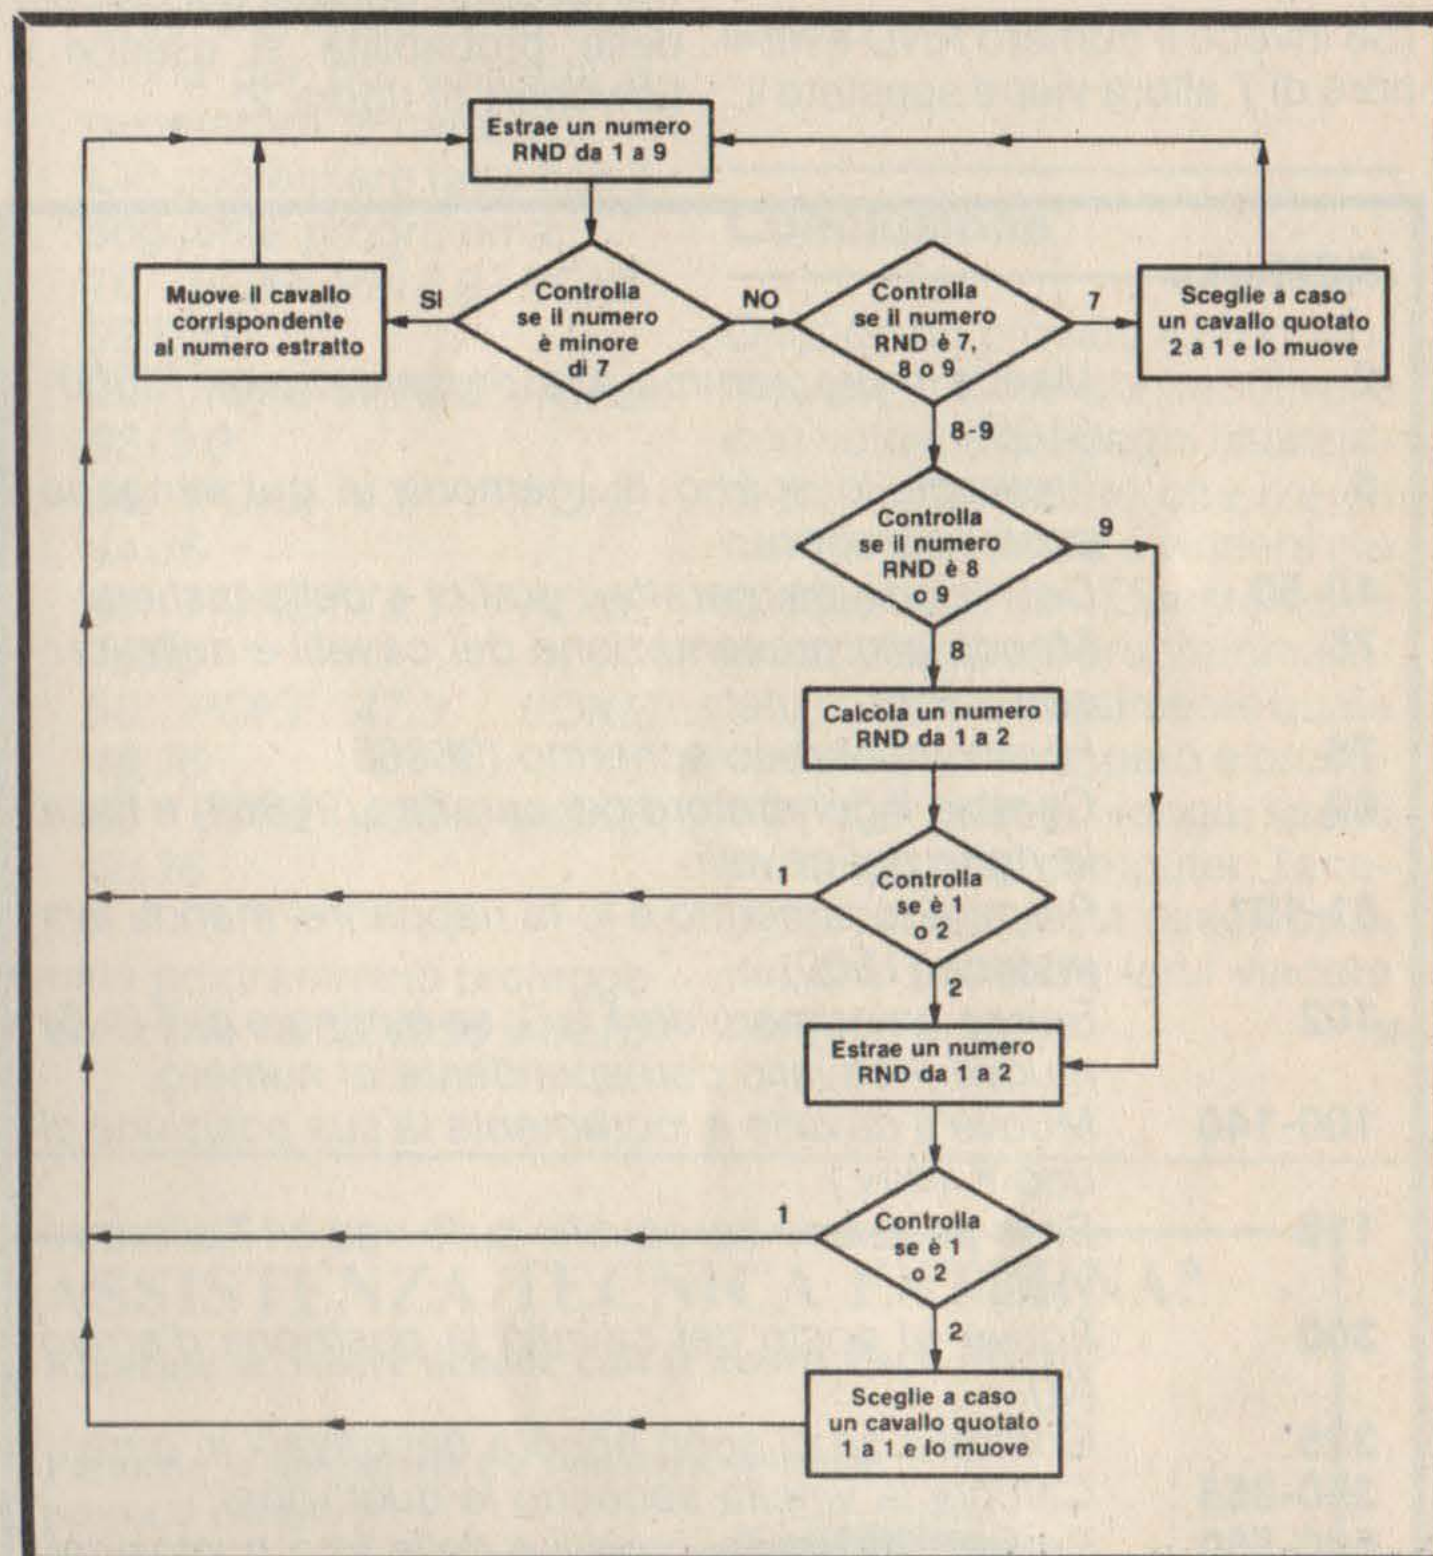 Estrae un numero
RND da 1 a 9
Muove il cavallo
corrispondente
al numero estratto
SI
Controlla
se il numero
è minore
di 7
NO
Controlla
se il numero
RND è 7,
8 o 9
7
Sceglie a caso
un cavallo quotato
2 a 1 e lo muove
8-9
Controlla
se il numero
RND è 8
o 9
9
8
Calcola un numero
RND da 1 a 2
1
Controlla
se è 1
o 2
2
Estrae un numero
RND da 1 a 2
1
Controlla
se è 1
o 2
2
Sceglie a caso
un cavallo quotato
1 a 1 e lo muove